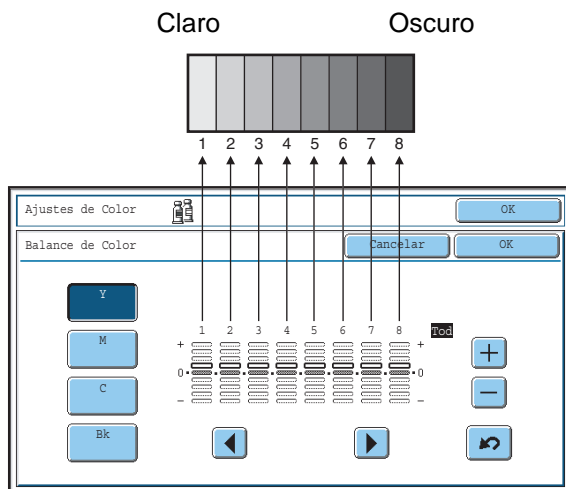 Claro Oscuro
1 2 3 4 5 6 7 8
Ajustes de Color OK
Balance de Color Cancelar OK
Y
1 2 3 4 5 6 7 8 Tod
M
+ +
0 0
- -
C
Bk